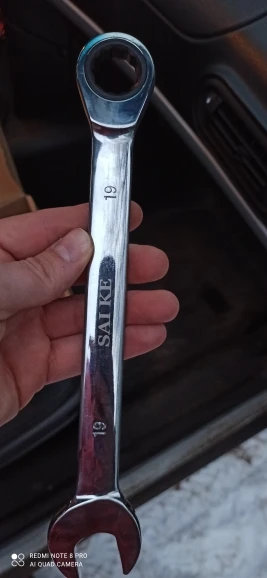 19
SAI KE
19
REDMI NOTE 8 PRO
AI QUAD CAMERA